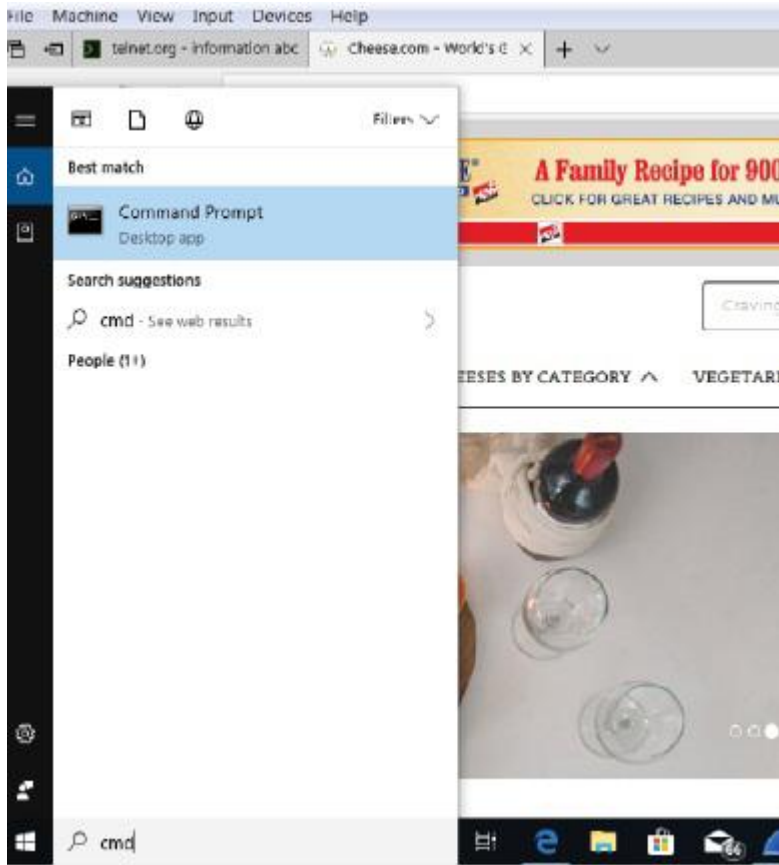 File Machine View Input Devices Help
telnet.org - information abc
Cheese.com - World's G
Filters
Best match
Command Prompt
Desktop app
Search suggestions
cmd - See web results
People (1+)
cmd
E®
A Family Recipe for 900
CLICK FOR GREAT RECIPES AND MU
Craving
EESES BY CATEGORY
VEGETARI